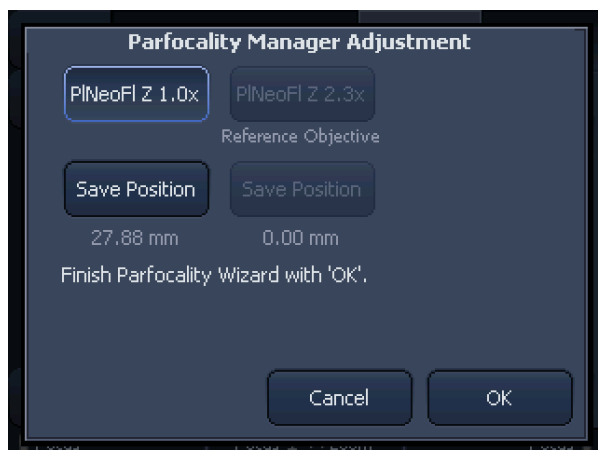 Parfocality Manager Adjustment
PlNeoFl Z 1.0x PlNeoFl Z 2.3x
Reference Objective
Save Position Save Position
27.88 mm 0.00 mm
Finish Parfocality Wizard with 'OK'.
Cancel OK